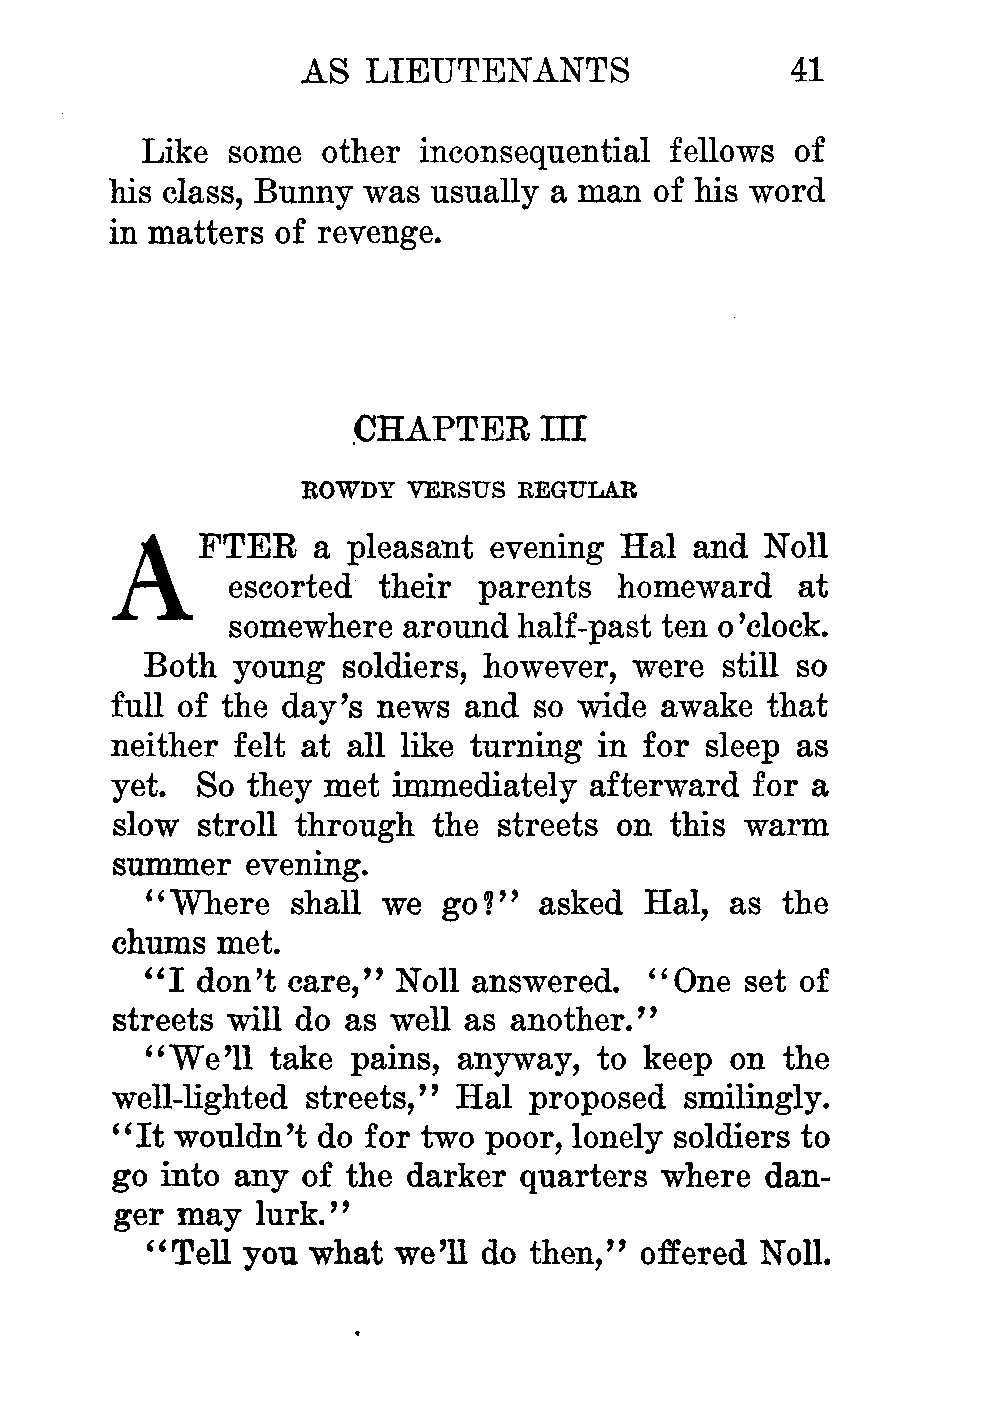 AS LIEUTENANTS 41
Like some other inconsequential fellows of
his class, Bunny was usually a man of his word
in matters of revenge.
CHAPTER III
ROWDY VERSUS REGULAR
AFTER a pleasant evening Hal and Noll
escorted their parents homeward at
somewhere around half-past ten o'clock.
Both young soldiers, however, were still so
full of the day's news and so wide awake that
neither felt at all like turning in for sleep as
yet. So they met immediately afterward for a
slow stroll through the streets on this warm
summer evening.
"Where shall we go?" asked Hal, as the
chums met.
"I don't care," Noll answered. "One set of
streets will do as well as another."
"We'll take pains, anyway, to keep on the
well-lighted streets," Hal proposed smilingly.
"It wouldn't do for two poor, lonely soldiers to
go into any of the darker quarters where dan-
ger may lurk."
"Tell you what we'll do then," offered Noll.